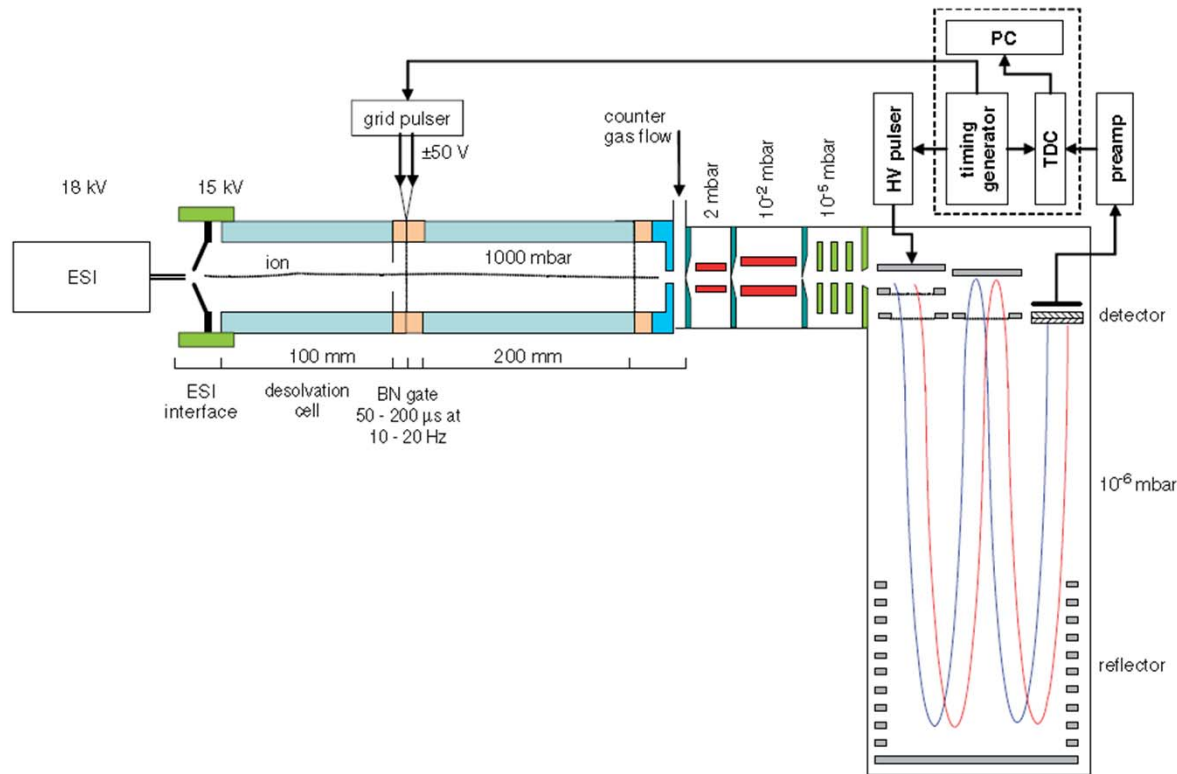 PC
grid pulser
±50 V
counter
gas flow
HV pulser
timing
generator
TDC
preamp
2 mbar
10-2 mbar
10-5 mbar
18 kV
15 kV
ESI
ion
1000 mbar
detector
100 mm
200 mm
ESI
interface
desolvation
cell
BN gate
50 - 200 µs at
10 - 20 Hz
10-6 mbar
reflector